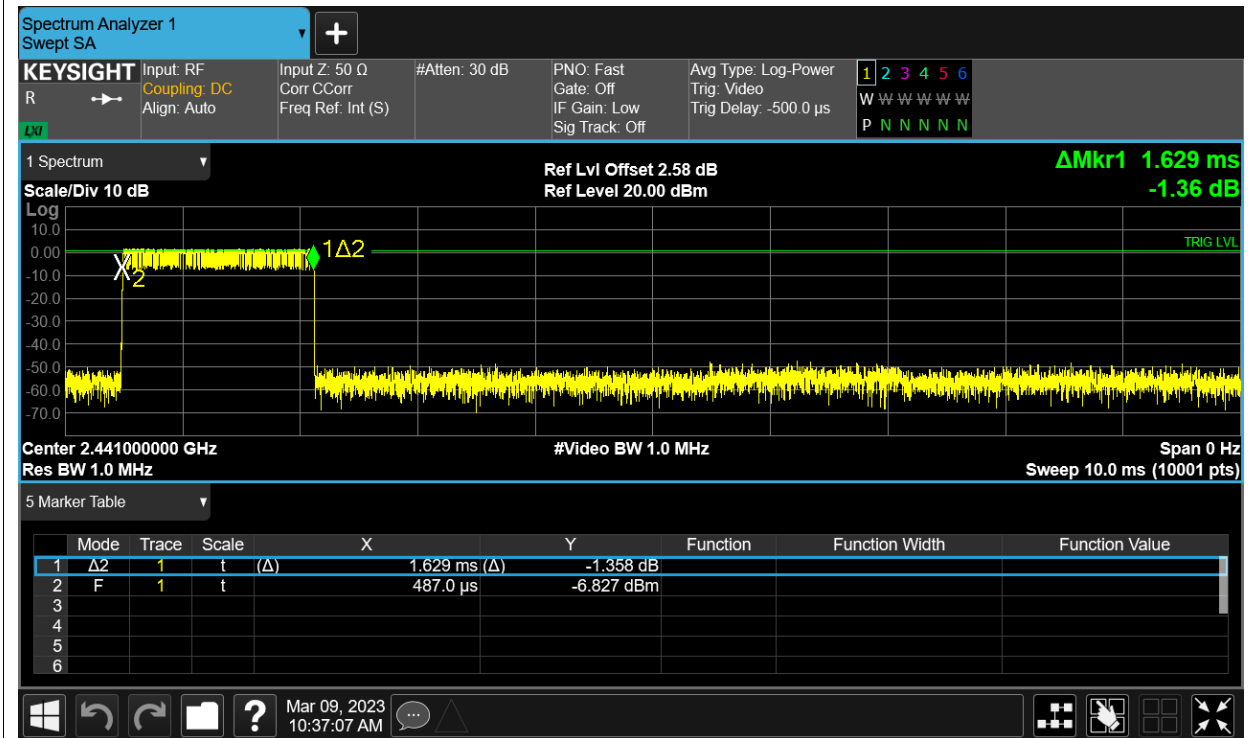 Spectrum Analyzer 1
Swept SA
KEYSIGHT
R
LXI
Input: RF
Coupling: DC
Align: Auto
Input Z: 50 Ω
Corr CCorr
Freq Ref: Int (S)
#Atten: 30 dB
PNO: Fast
Gate: Off
IF Gain: Low
Sig Track: Off
Avg Type: Log-Power
Trig: Video
Trig Delay: -500.0 µs
1 2 3 4 5 6
W W W W W W
P N N N N N
1 Spectrum
Scale/Div 10 dB
Ref Lvl Offset 2.58 dB
Ref Level 20.00 dBm
ΔMkr1 1.629 ms
-1.36 dB
Log
10.0
0.00
-10.0
-20.0
-30.0
-40.0
-50.0
-60.0
-70.0
X2
1Δ2
TRIG LVL
Center 2.441000000 GHz #Video BW 1.0 MHz Span 0 Hz
Res BW 1.0 MHz Sweep 10.0 ms (10001 pts)
5 Marker Table
Mode Trace Scale X Y Function Function Width Function Value
1 Δ2 1 t (Δ) 1.629 ms (Δ) -1.358 dB
2 F 1 t 487.0 µs -6.827 dBm
3
4
5
6
?
Mar 09, 2023
10:37:07 AM